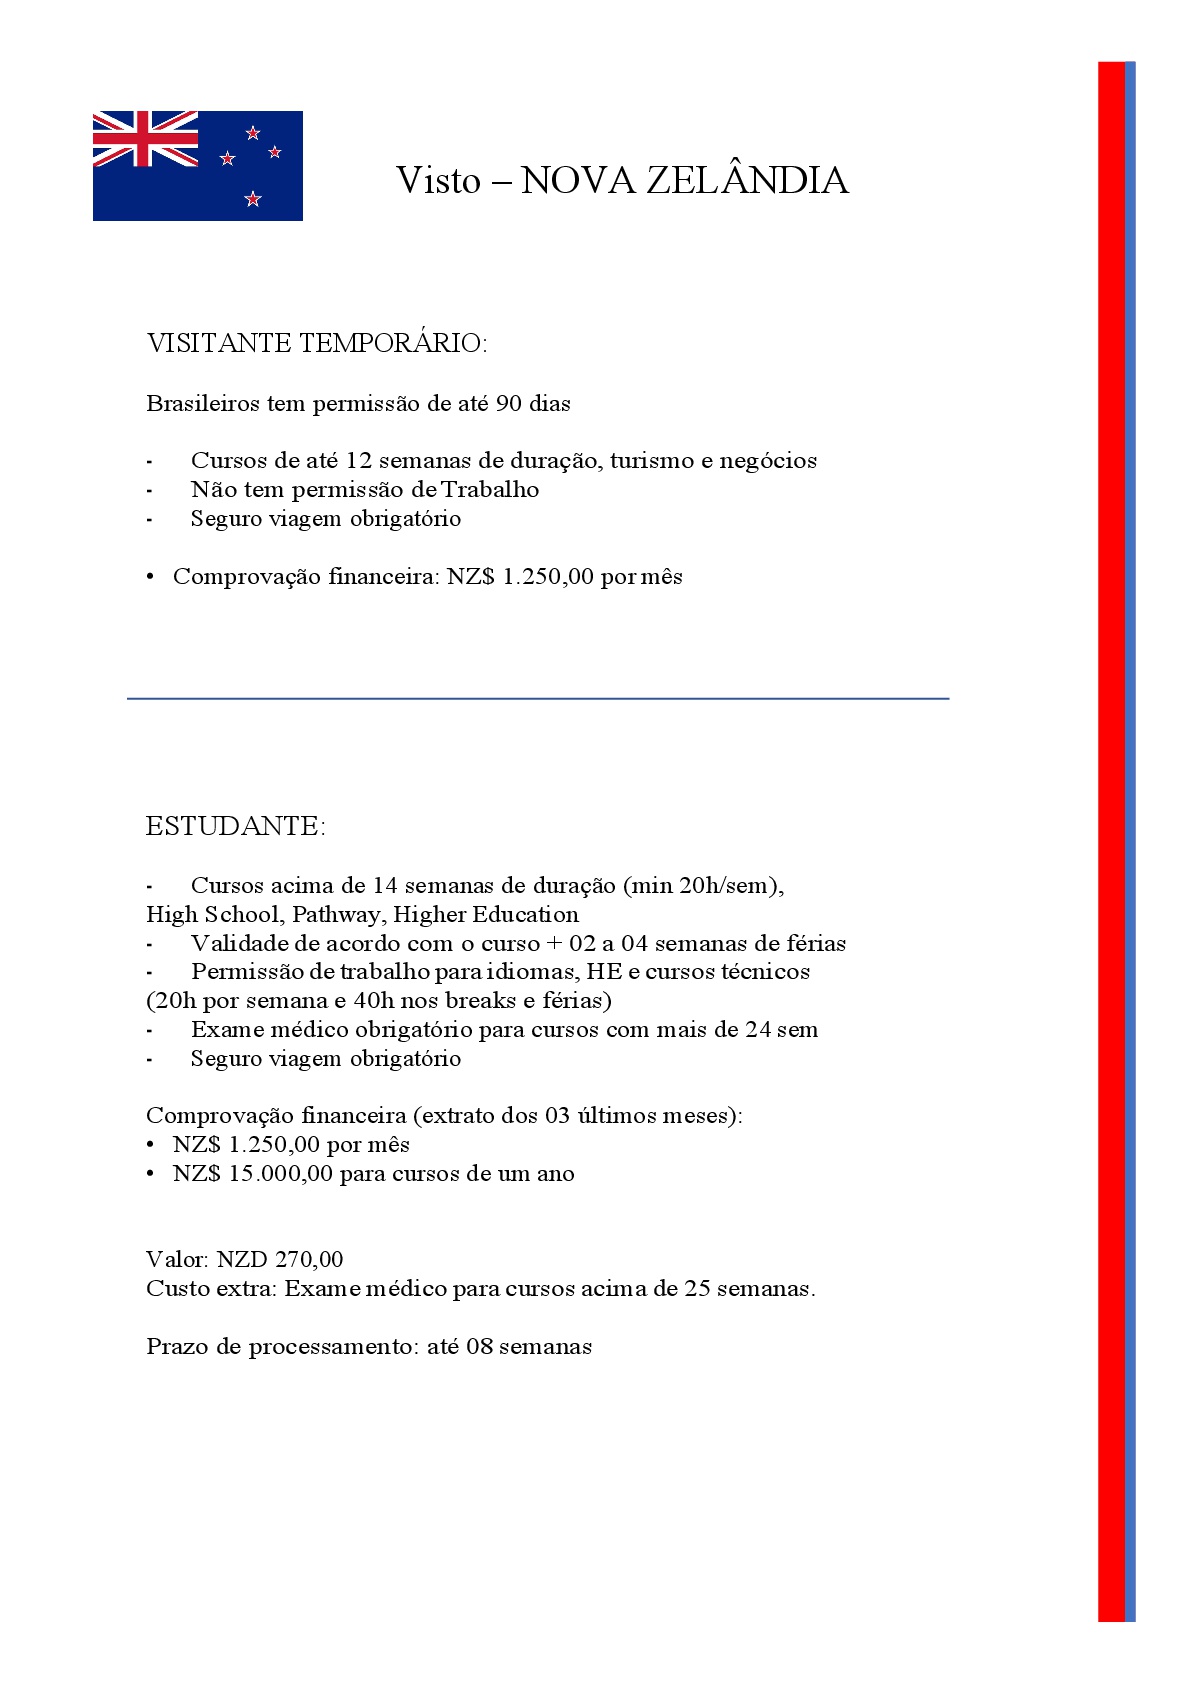 Visto – NOVA ZELÂNDIA
VISITANTE TEMPORÁRIO:
Brasileiros tem permissão de até 90 dias
- Cursos de até 12 semanas de duração, turismo e negócios
- Não tem permissão de Trabalho
- Seguro viagem obrigatório
• Comprovação financeira: NZ$ 1.250,00 por mês
ESTUDANTE:
- Cursos acima de 14 semanas de duração (min 20h/sem),
High School, Pathway, Higher Education
- Validade de acordo com o curso + 02 a 04 semanas de férias
- Permissão de trabalho para idiomas, HE e cursos técnicos
(20h por semana e 40h nos breaks e férias)
- Exame médico obrigatório para cursos com mais de 24 sem
- Seguro viagem obrigatório
Comprovação financeira (extrato dos 03 últimos meses):
• NZ$ 1.250,00 por mês
• NZ$ 15.000,00 para cursos de um ano
Valor: NZD 270,00
Custo extra: Exame médico para cursos acima de 25 semanas.
Prazo de processamento: até 08 semanas